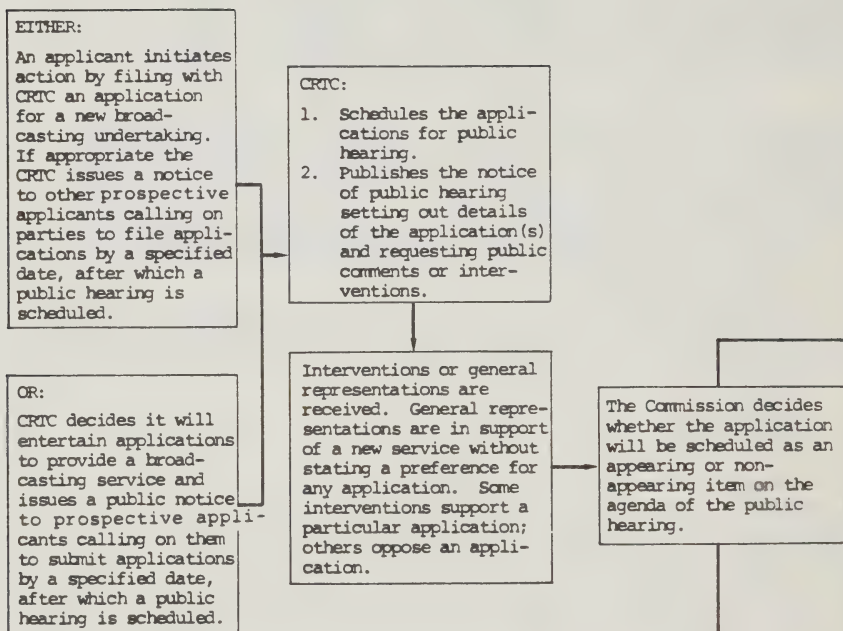 EITHER:
An applicant initiates
action by filing with
CRTC an application
for a new broad-
casting undertaking.
If appropriate the
CRTC issues a notice
to other prospective
applicants calling on
parties to file appli-
cations by a specified
date, after which a
public hearing is
scheduled.
OR:
CRTC decides it will
entertain applications
to provide a broad-
casting service and
issues a public notice
to prospective appli-
cants calling on them
to submit applications
by a specified date,
after which a public
hearing is scheduled.
CRTC:
1. Schedules the appli-
cations for public
hearing.
2. Publishes the notice
of public hearing
setting out details
of the application(s)
and requesting public
comments or inter-
ventions.
Interventions or general
representations are
received. General repre-
sentations are in support
of a new service without
stating a preference for
any application. Some
interventions support a
particular application;
others oppose an appli-
cation.
The Commission decides
whether the application
will be scheduled as an
appearing or non-
appearing item on the
agenda of the public
hearing.